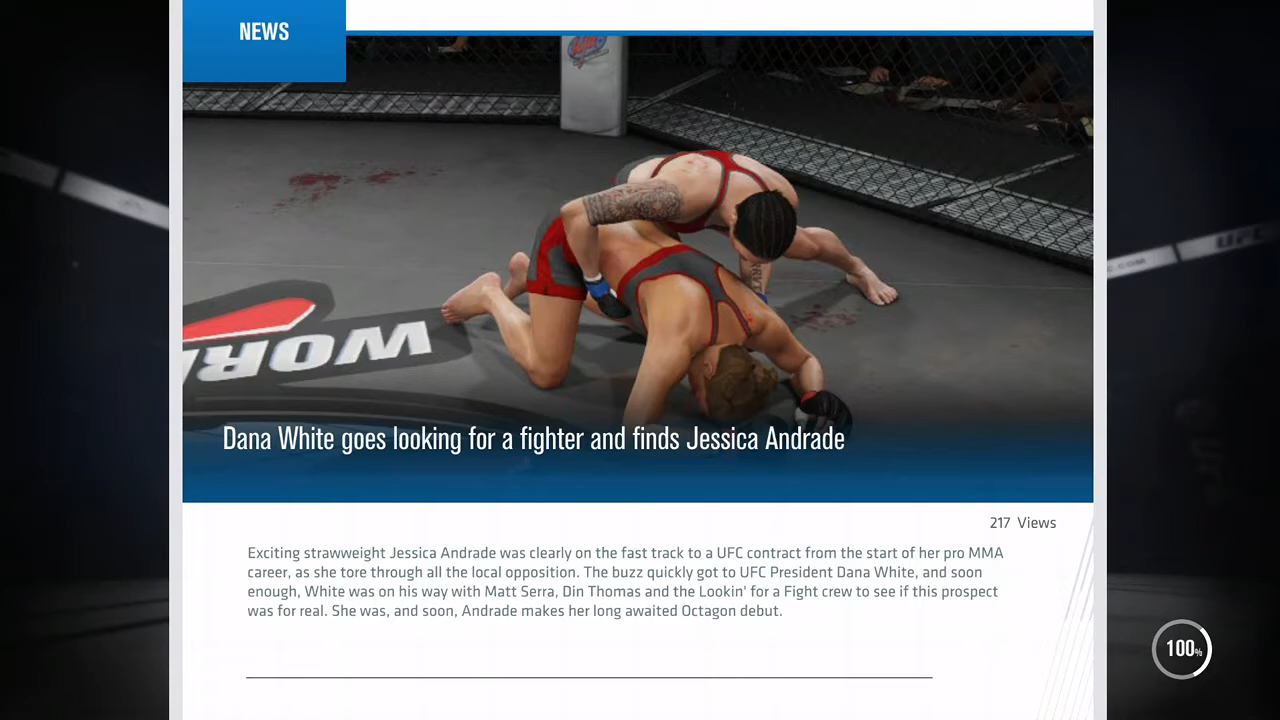 NEWS
WORL
Dana White goes looking for a fighter and finds Jessica Andrade
217 Views
Exciting strawweight Jessica Andrade was clearly on the fast track to a UFC contract from the start of her pro MMA
career, as she tore through all the local opposition. The buzz quickly got to UFC President Dana White, and soon
enough, White was on his way with Matt Serra, Din Thomas and the Lookin' for a Fight crew to see if this prospect
was for real. She was, and soon, Andrade makes her long awaited Octagon debut.
UFC
.COM
100%